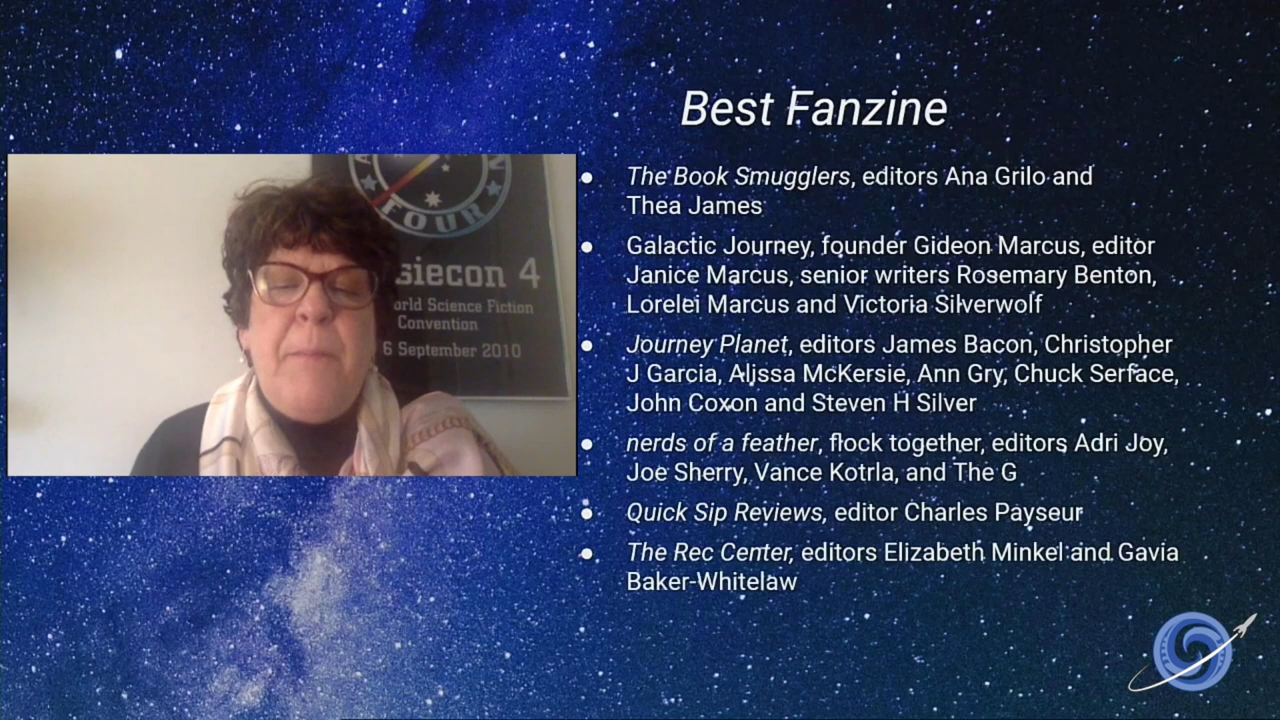 Best Fanzine
The Book Smugglers, editors Ana Grilo and
Thea James
Galactic Journey, founder Gideon Marcus, editor
Janice Marcus, senior writers Rosemary Benton,
Lorelei Marcus and Victoria Silverwolf
Journey Planet, editors James Bacon, Christopher
J Garcia, Alissa McKersie, Ann Gry, Chuck Serface,
John Coxon and Steven H Silver
nerds of a feather, flock together, editors Adri Joy,
Joe Sherry, Vance Kotrla, and The G
Quick Sip Reviews, editor Charles Payseur
The Rec Center, editors Elizabeth Minkel and Gavia
Baker-Whitelaw
FOUR
siecon 4
orld Science Fiction
Convention
6 September 2010